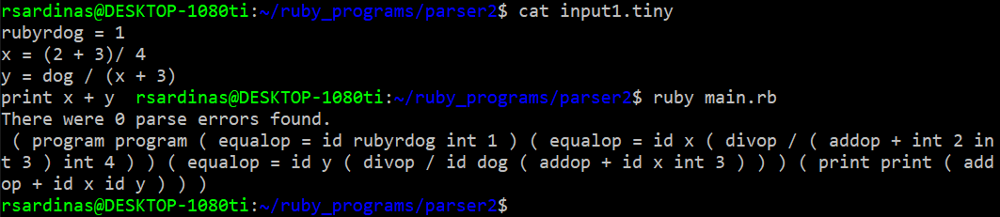 rsardinas@DESKTOP-1080ti:~/ruby_programs/parser2$ cat input1.tiny
rubyrdog = 1
x = (2 + 3)/ 4
y = dog / (x + 3)
print x + y  rsardinas@DESKTOP-1080ti:~/ruby_programs/parser2$ ruby main.rb
There were 0 parse errors found.
 ( program program ( equalop = id rubyrdog int 1 ) ( equalop = id x ( divop / ( addop + int 2 in
t 3 ) int 4 ) ) ( equalop = id y ( divop / id dog ( addop + id x int 3 ) ) ) ( print print ( add
op + id x id y ) ) )
rsardinas@DESKTOP-1080ti:~/ruby_programs/parser2$